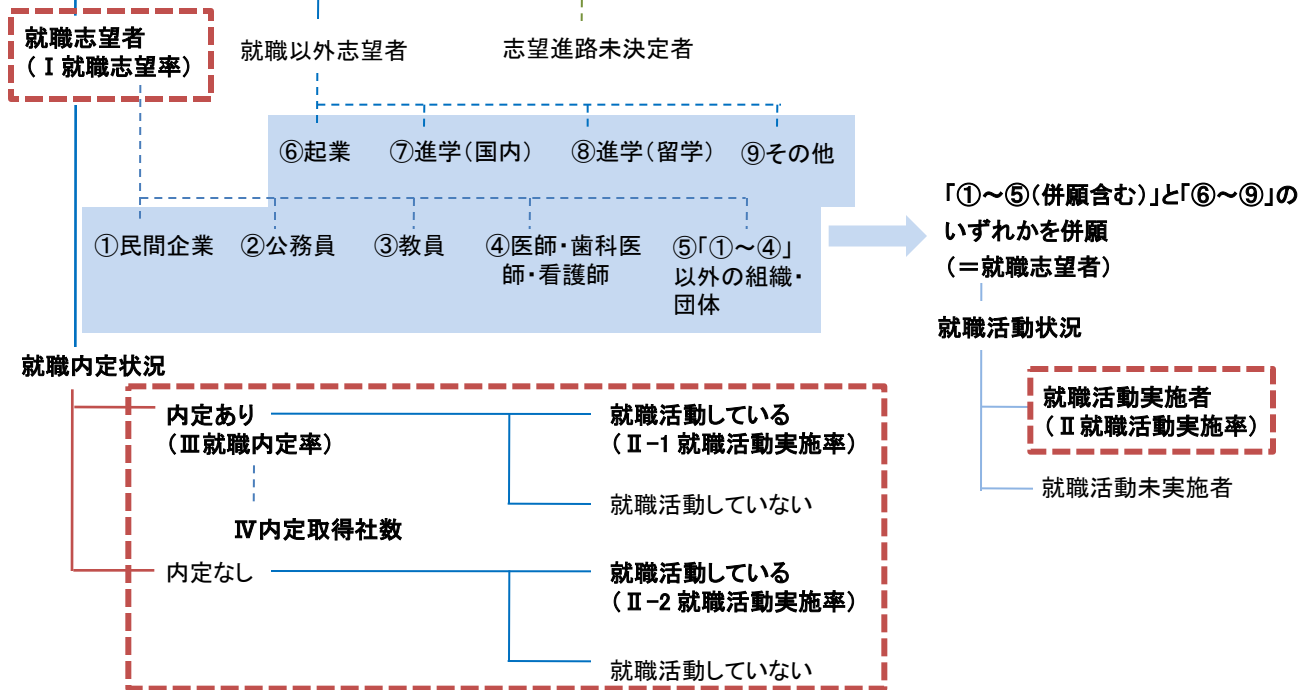 就職志望者
(Ⅰ就職志望率)
就職以外志望者
志望進路未決定者
⑥起業
⑦進学(国内)
⑧進学(留学)
⑨その他
①民間企業
②公務員
③教員
④医師・歯科医
師・看護師
⑤「①～④」
以外の組織・
団体
「①～⑤(併願含む)」と「⑥～⑨」の
いずれかを併願
(＝就職志望者)
就職活動状況
就職活動実施者
(Ⅱ就職活動実施率)
就職活動未実施者
就職内定状況
内定あり
(Ⅲ就職内定率)
Ⅳ内定取得社数
就職活動している
(Ⅱ-1 就職活動実施率)
就職活動していない
内定なし
就職活動している
(Ⅱ-2 就職活動実施率)
就職活動していない